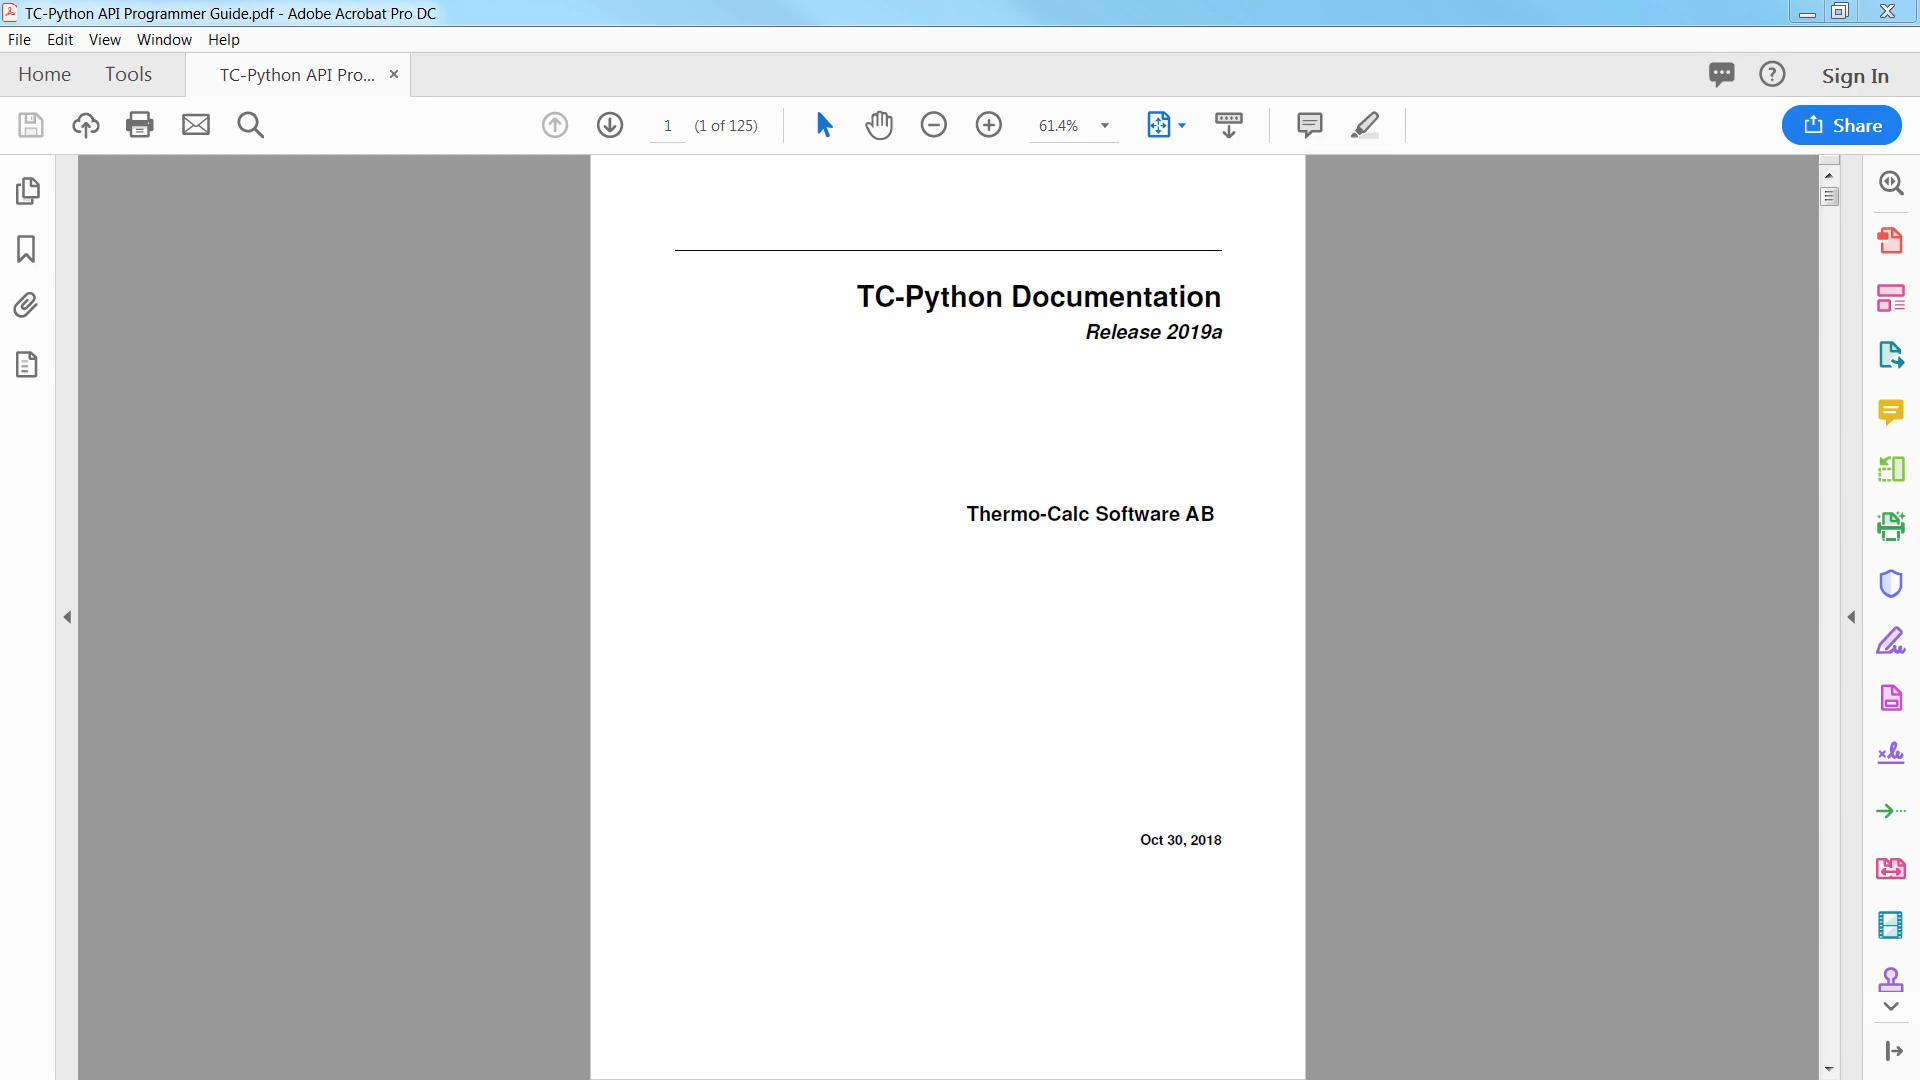 TC-Python API Programmer Guide.pdf - Adobe Acrobat Pro DC
File Edit View Window Help
Home Tools TC-Python API Pro... × Sign In
1 (1 of 125) 61.4% Share
TC-Python Documentation
Release 2019a
Thermo-Calc Software AB
Oct 30, 2018